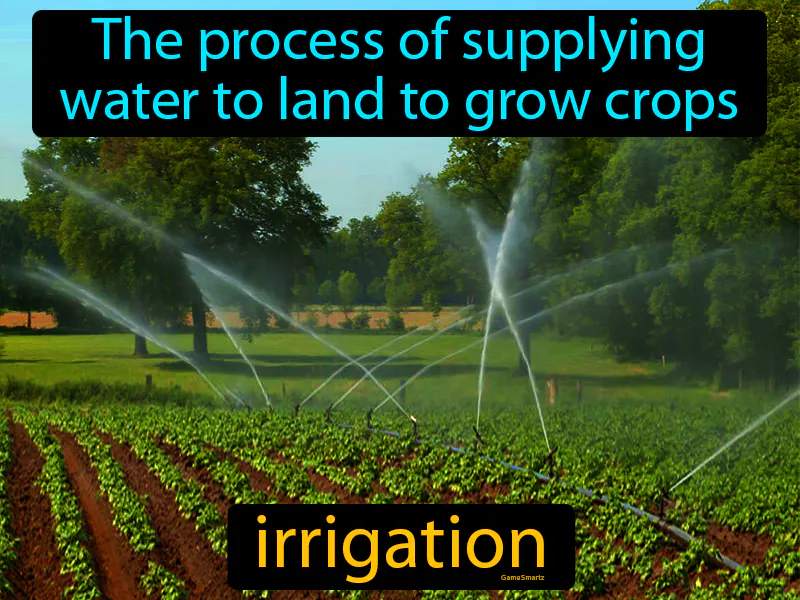 The process of supplying
water to land to grow crops
irrigation
GameSmartz